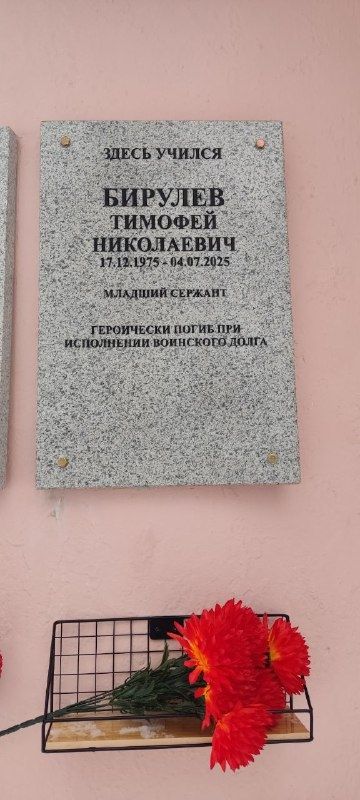 ЗДЕСЬ УЧИЛСЯ
БИРУЛЕВ
ТИМОФЕЙ
НИКОЛАЕВИЧ
17.12.1975 - 04.07.2025
МЛАДШИЙ СЕРЖАНТ
ГЕРОИЧЕСКИ ПОГИБ ПРИ
ИСПОЛНЕНИИ ВОИНСКОГО ДОЛГА